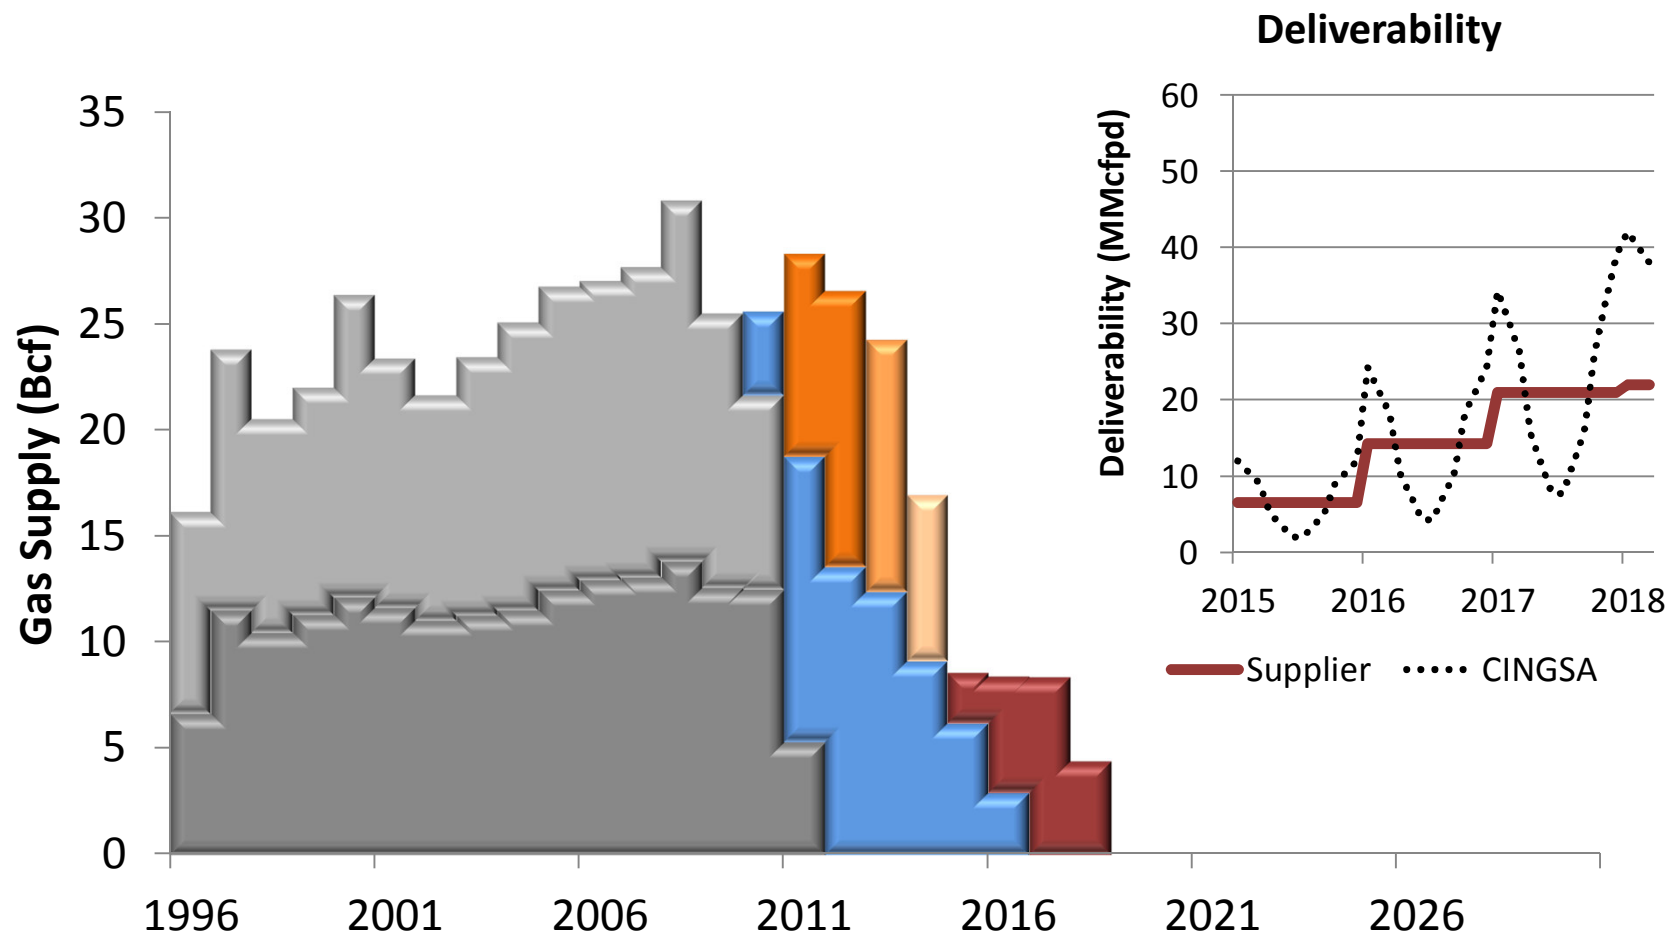 Deliverability
35
30
25
20
15
10
5
0
Gas Supply (Bcf)
1996 2001 2006 2011 2016 2021 2026
60
50
40
30
20
10
0
Deliverability (MMcfpd)
2015 2016 2017 2018
Supplier CINGSA